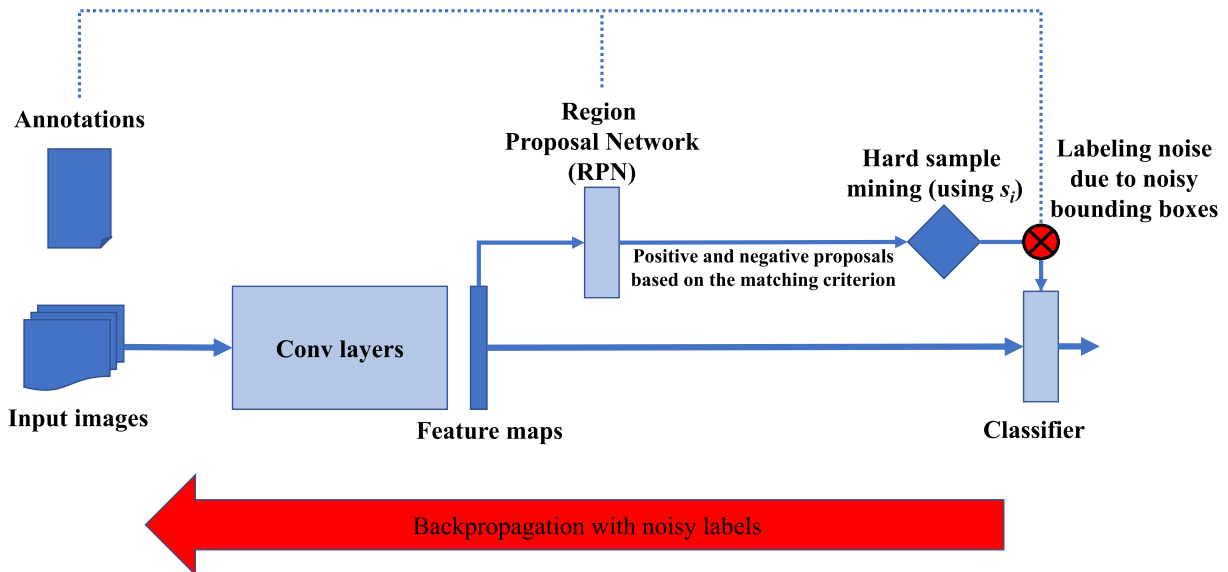 Annotations
Region
Proposal Network
(RPN)
Hard sample
mining (using s_i)
Labeling noise
due to noisy
bounding boxes
Positive and negative proposals
based on the matching criterion
Conv layers
Input images
Feature maps
Classifier
Backpropagation with noisy labels